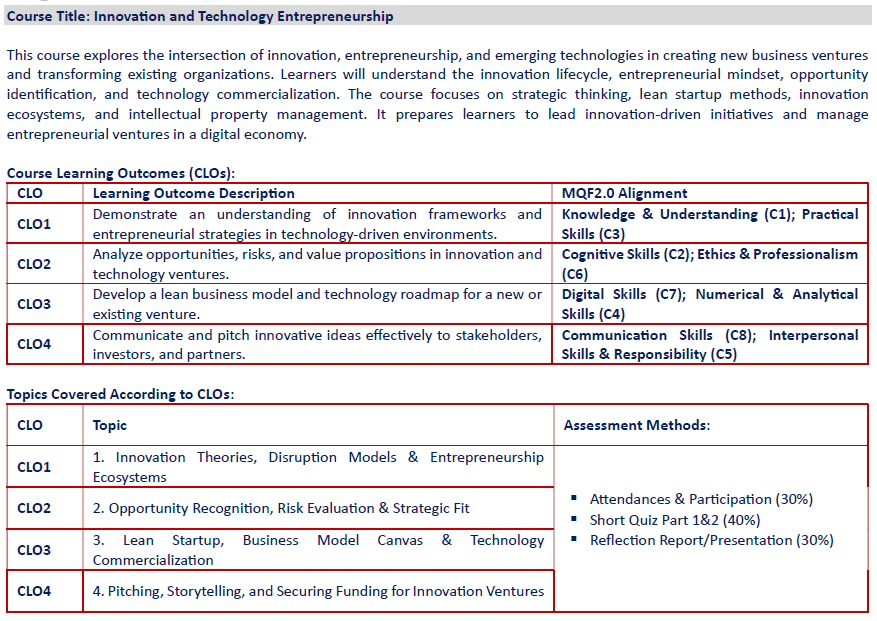 Course Title: Innovation and Technology Entrepreneurship
This course explores the intersection of innovation, entrepreneurship, and emerging technologies in creating new business ventures
and transforming existing organizations. Learners will understand the innovation lifecycle, entrepreneurial mindset, opportunity
identification, and technology commercialization. The course focuses on strategic thinking, lean startup methods, innovation
ecosystems, and intellectual property management. It prepares learners to lead innovation-driven initiatives and manage
entrepreneurial ventures in a digital economy.
Course Learning Outcomes (CLOs):
CLO Learning Outcome Description MQF2.0 Alignment
CLO1
Demonstrate an understanding of innovation frameworks and
entrepreneurial strategies in technology-driven environments.
Knowledge & Understanding (C1); Practical
Skills (C3)
CLO2
Analyze opportunities, risks, and value propositions in innovation and
technology ventures.
Cognitive Skills (C2); Ethics & Professionalism
(C6)
CLO3
Develop a lean business model and technology roadmap for a new or
existing venture.
Digital Skills (C7); Numerical & Analytical
Skills (C4)
CLO4
Communicate and pitch innovative ideas effectively to stakeholders,
investors, and partners.
Communication Skills (C8); Interpersonal
Skills & Responsibility (C5)
Topics Covered According to CLOs:
CLO Topic Assessment Methods:
CLO1
1. Innovation Theories, Disruption Models & Entrepreneurship
Ecosystems
CLO2
2. Opportunity Recognition, Risk Evaluation & Strategic Fit
CLO3
3. Lean Startup, Business Model Canvas & Technology
Commercialization
CLO4
4. Pitching, Storytelling, and Securing Funding for Innovation Ventures
▪ Attendances & Participation (30%)
▪ Short Quiz Part 1&2 (40%)
▪ Reflection Report/Presentation (30%)